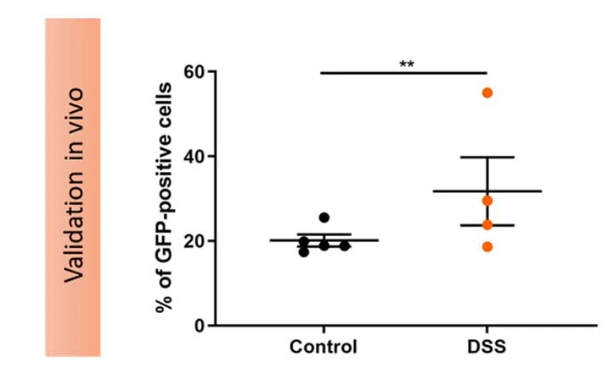 Validation in vivo
% of GFP-positive cells
**
60
40
20
0
Control
DSS